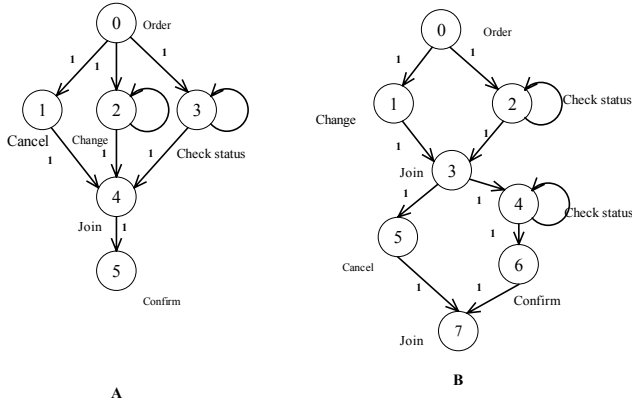 0 Order
1 1 1
1 2 3
Cancel Change Check status
1 1 1
4
Join 1
5
Confirm
A
0 Order
1 1
1 2 Check status
Change
1 1
Join 3
1 1
4 Check status
5
1
Cancel 6
1 1 Confirm
Join 7
B